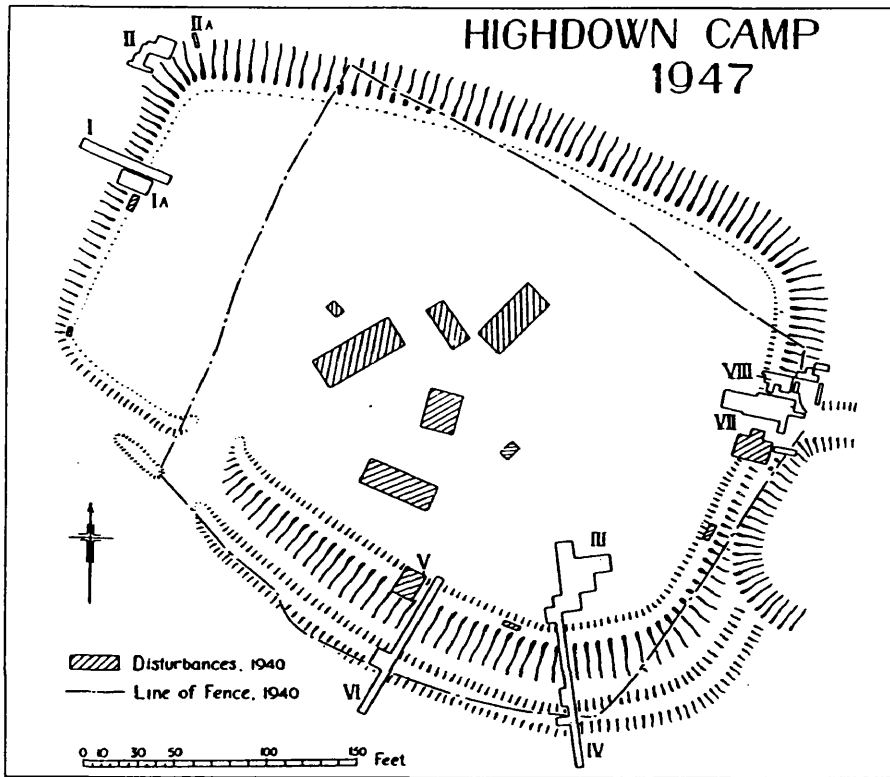 HIGHDOWN CAMP
1947
II
IIA
I
IA
VIII
VII
III
V
VI
IV
Disturbances, 1940
Line of Fence, 1940
0 10 30 50 100 150 Feet